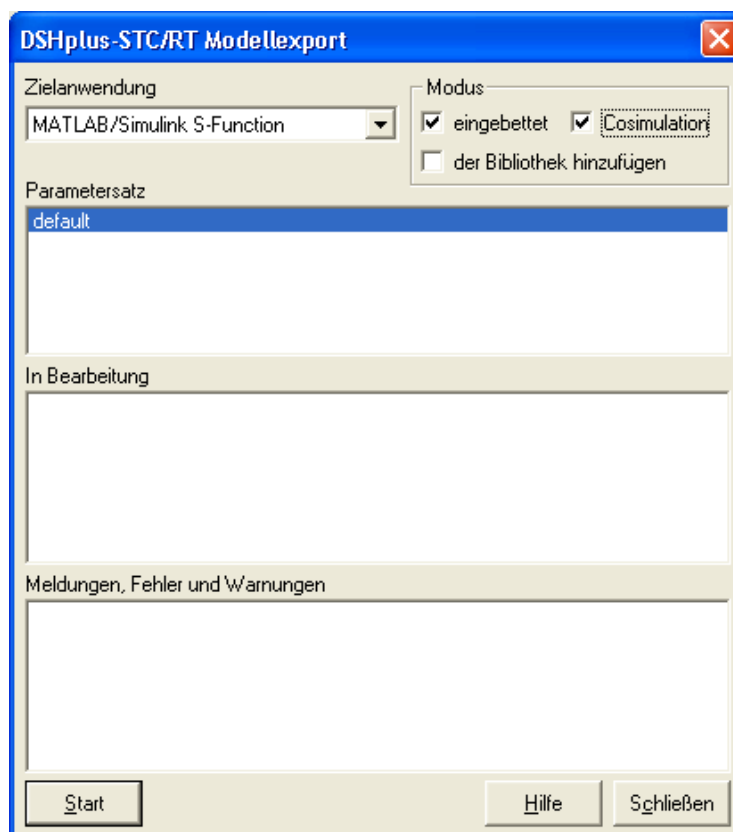 DSHplus-STC/RT Modellexport
Zielanwendung
MATLAB/Simulink S-Function
Modus
eingebettet Cosimulation
der Bibliothek hinzufügen
Parametersatz
default
In Bearbeitung
Meldungen, Fehler und Warnungen
Start Hilfe Schließen